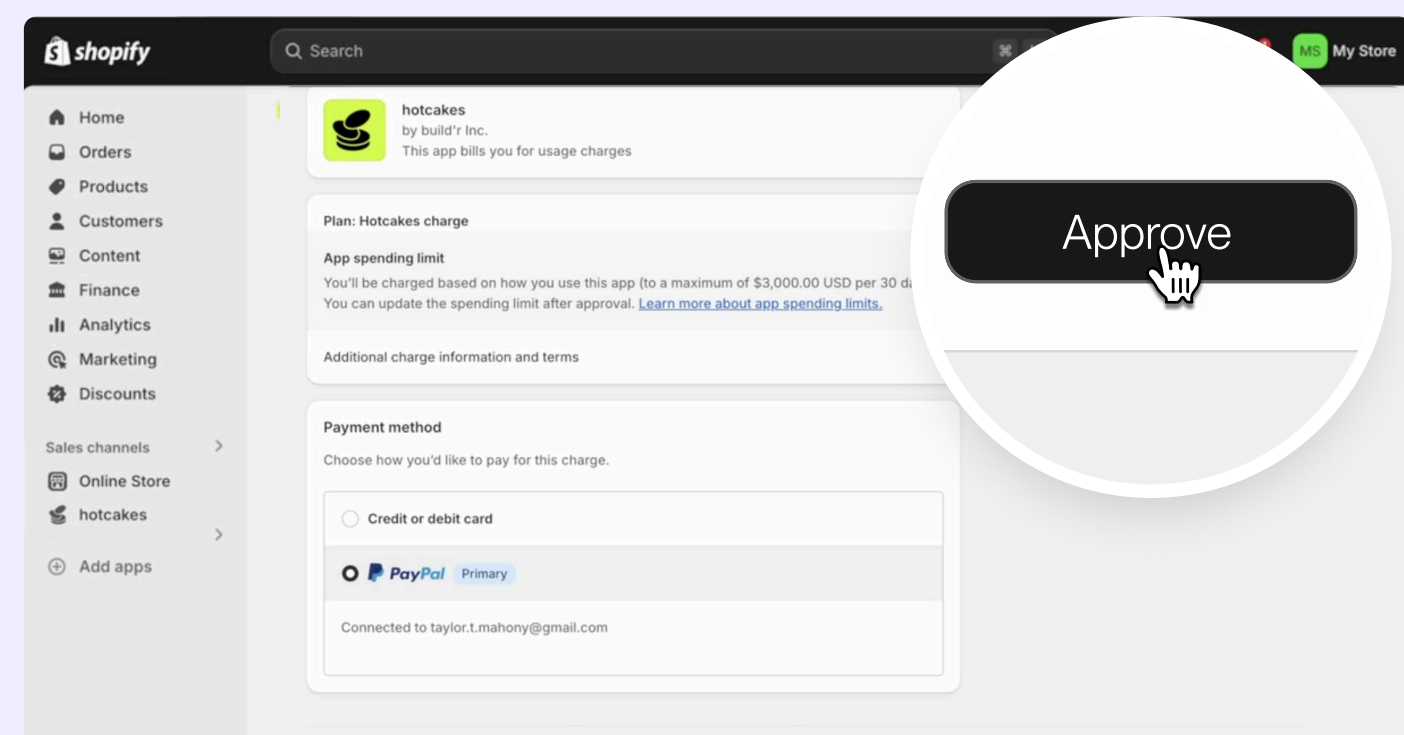 shopify
Search
⌘
MS My Store
Home
Orders
Products
Customers
Content
Finance
Analytics
Marketing
Discounts
Sales channels
Online Store
hotcakes
Add apps
hotcakes
by build'r Inc.
This app bills you for usage charges
Plan: Hotcakes charge
App spending limit
You'll be charged based on how you use this app (to a maximum of $3,000.00 USD per 30
You can update the spending limit after approval. Learn more about app spending limits.
Additional charge information and terms
Payment method
Choose how you'd like to pay for this charge.
Credit or debit card
PayPal Primary
Connected to taylor.t.mahony@gmail.com
Approve